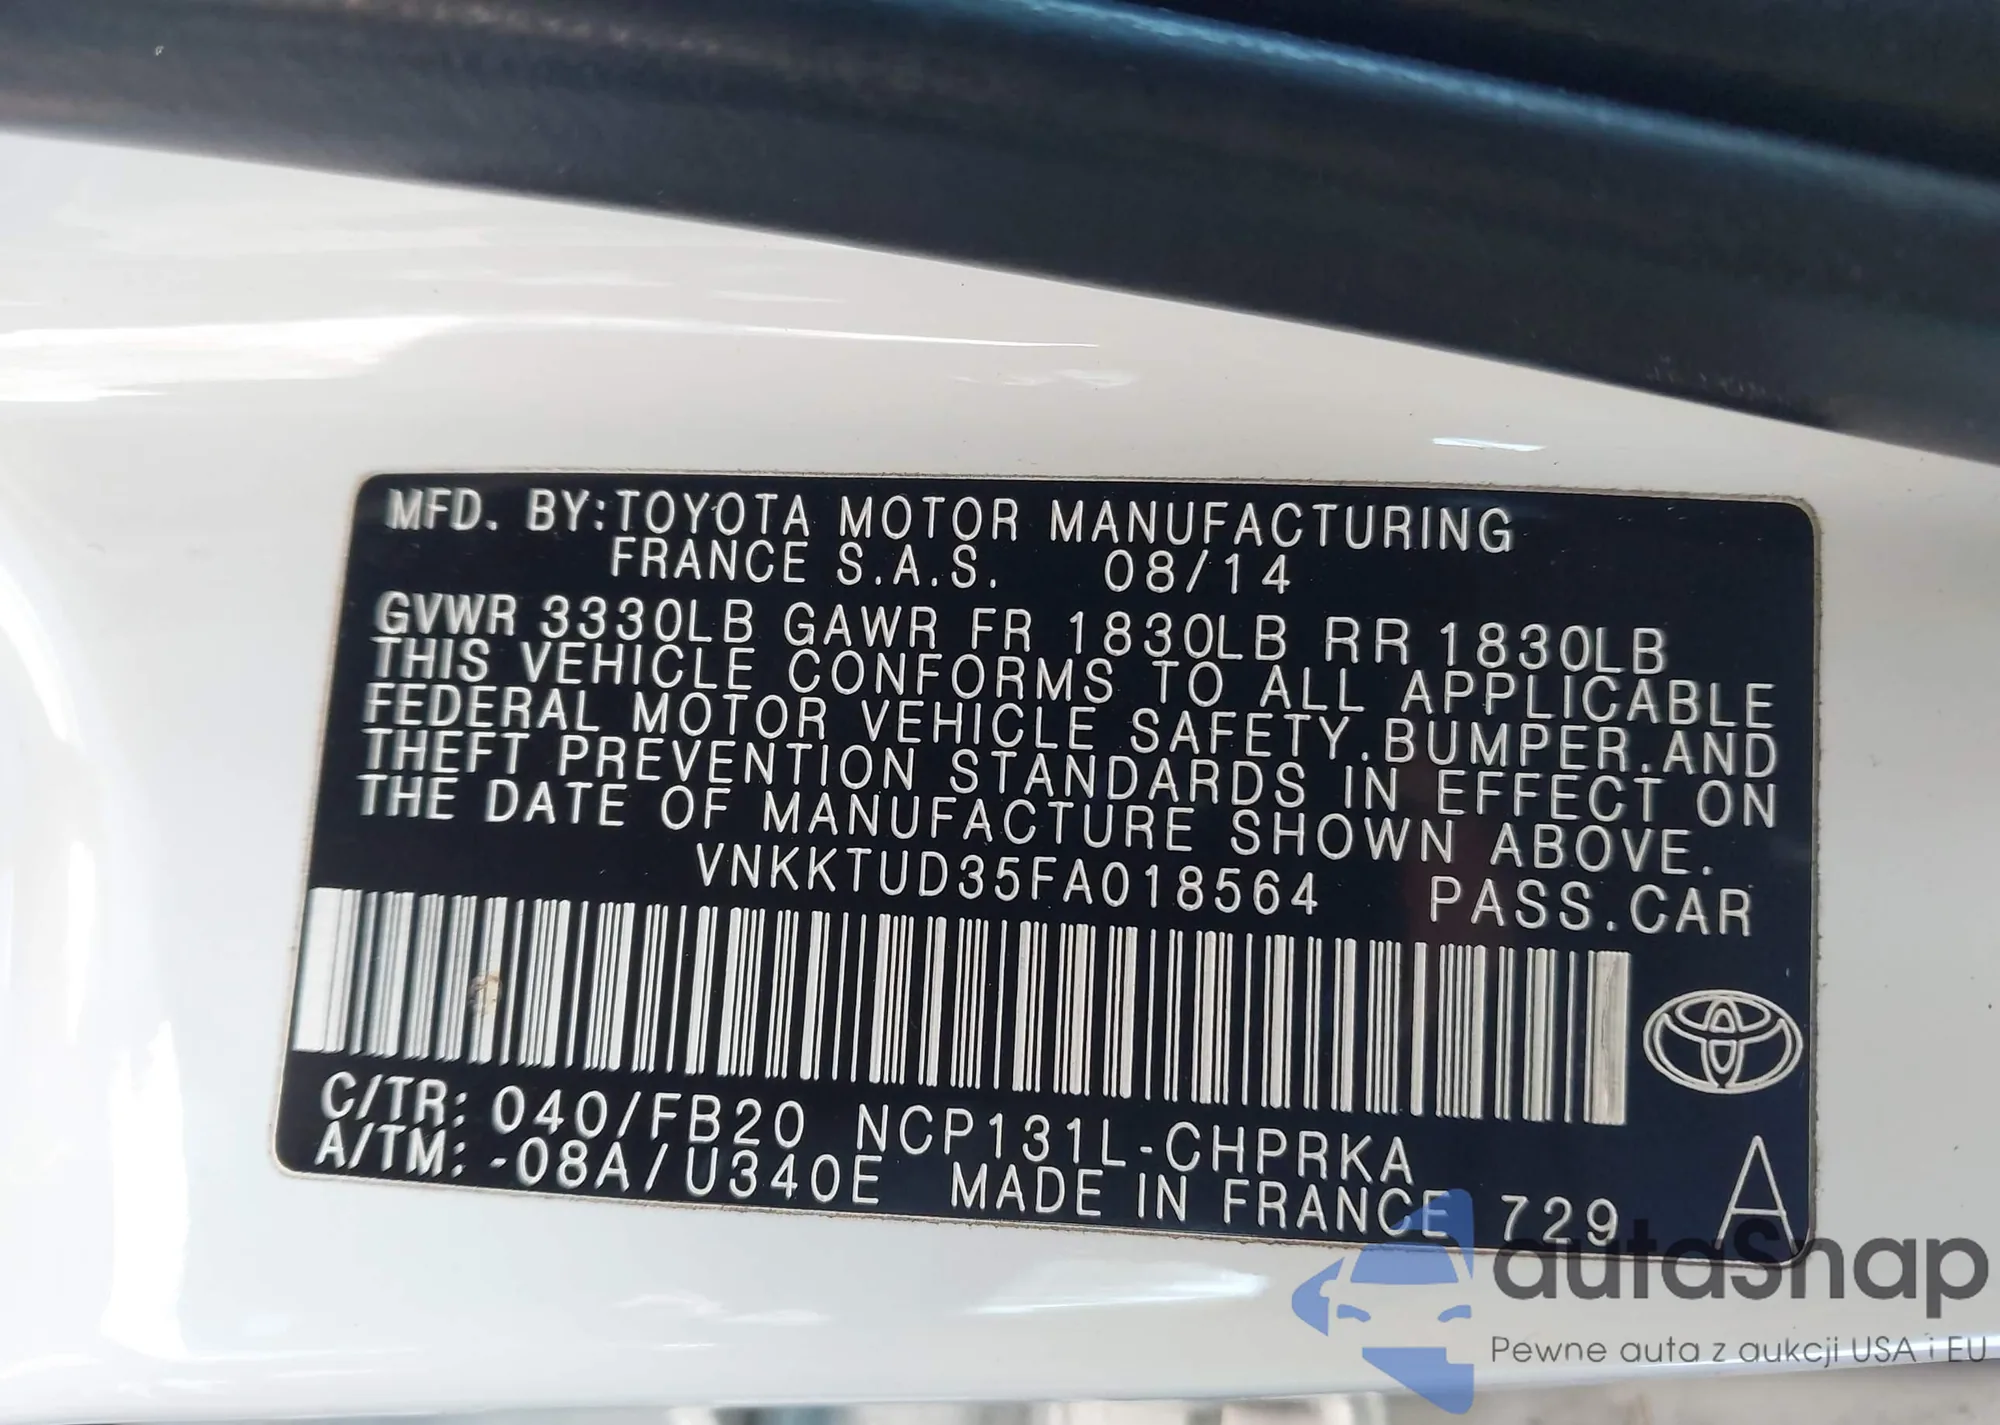 MFD. BY:TOYOTA MOTOR MANUFACTURING
FRANCE S.A.S. 08/14
GVWR 3330LB GAWR FR 1830LB RR 1830LB
THIS VEHICLE CONFORMS TO ALL APPLICABLE
FEDERAL MOTOR VEHICLE SAFETY.BUMPER.AND
THEFT PREVENTION STANDARDS IN EFFECT ON
THE DATE OF MANUFACTURE SHOWN ABOVE.
VNKKTUD35FA018564 PASS.CAR
C/TR: 040/FB20 NCP131L-CHPRKA
A/TM: -08A/U340E MADE IN FRANCE 729 A
autaSnap
Pewne auta z aukcji USA i EU